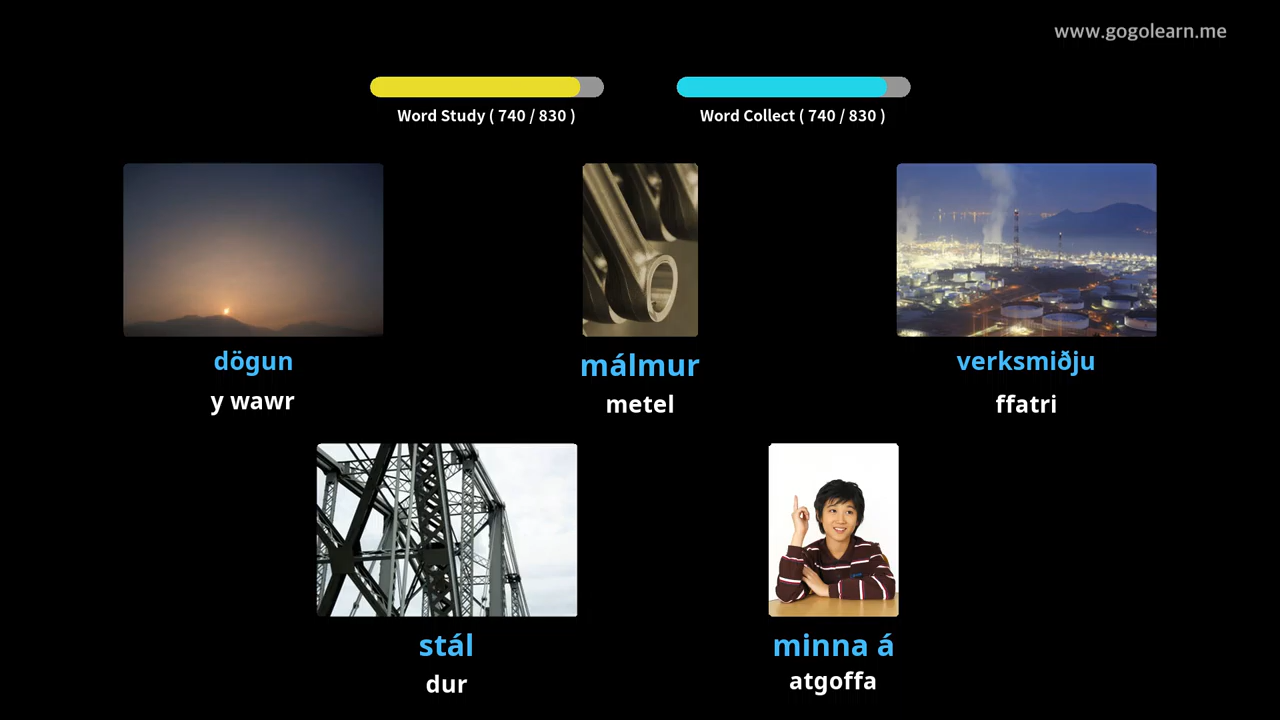 www.gogolearn.me
Word Study ( 740 / 830 )
Word Collect ( 740 / 830 )
dögun
y wawr
málmur
metel
verksmiðju
ffatri
stál
dur
minna á
atgoffa